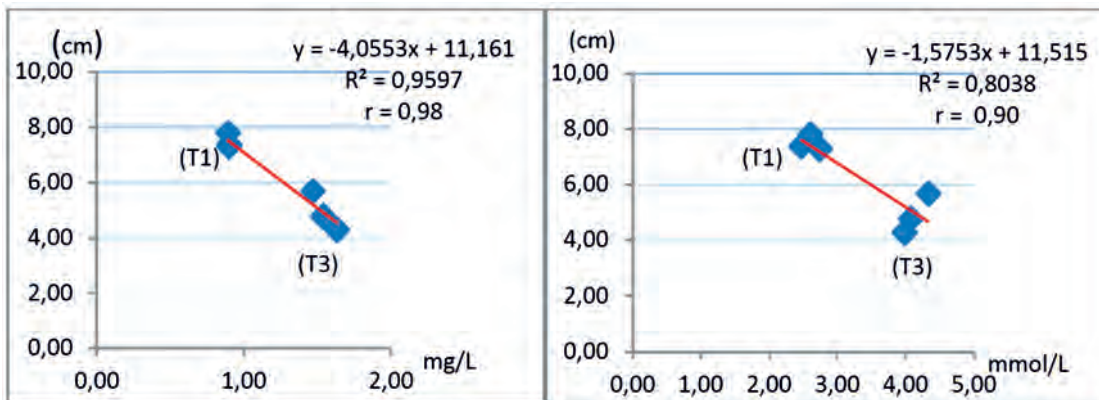 (cm)
y = -4,0553x + 11,161
R² = 0,9597
r = 0,98
10,00
8,00
(T1)
6,00
4,00
(T3)
2,00
0,00
mg/L
0,00 1,00 2,00
(cm)
y = -1,5753x + 11,515
R² = 0,8038
r = 0,90
10,00
8,00
(T1)
6,00
4,00
(T3)
2,00
0,00
mmol/L
0,00 1,00 2,00 3,00 4,00 5,00